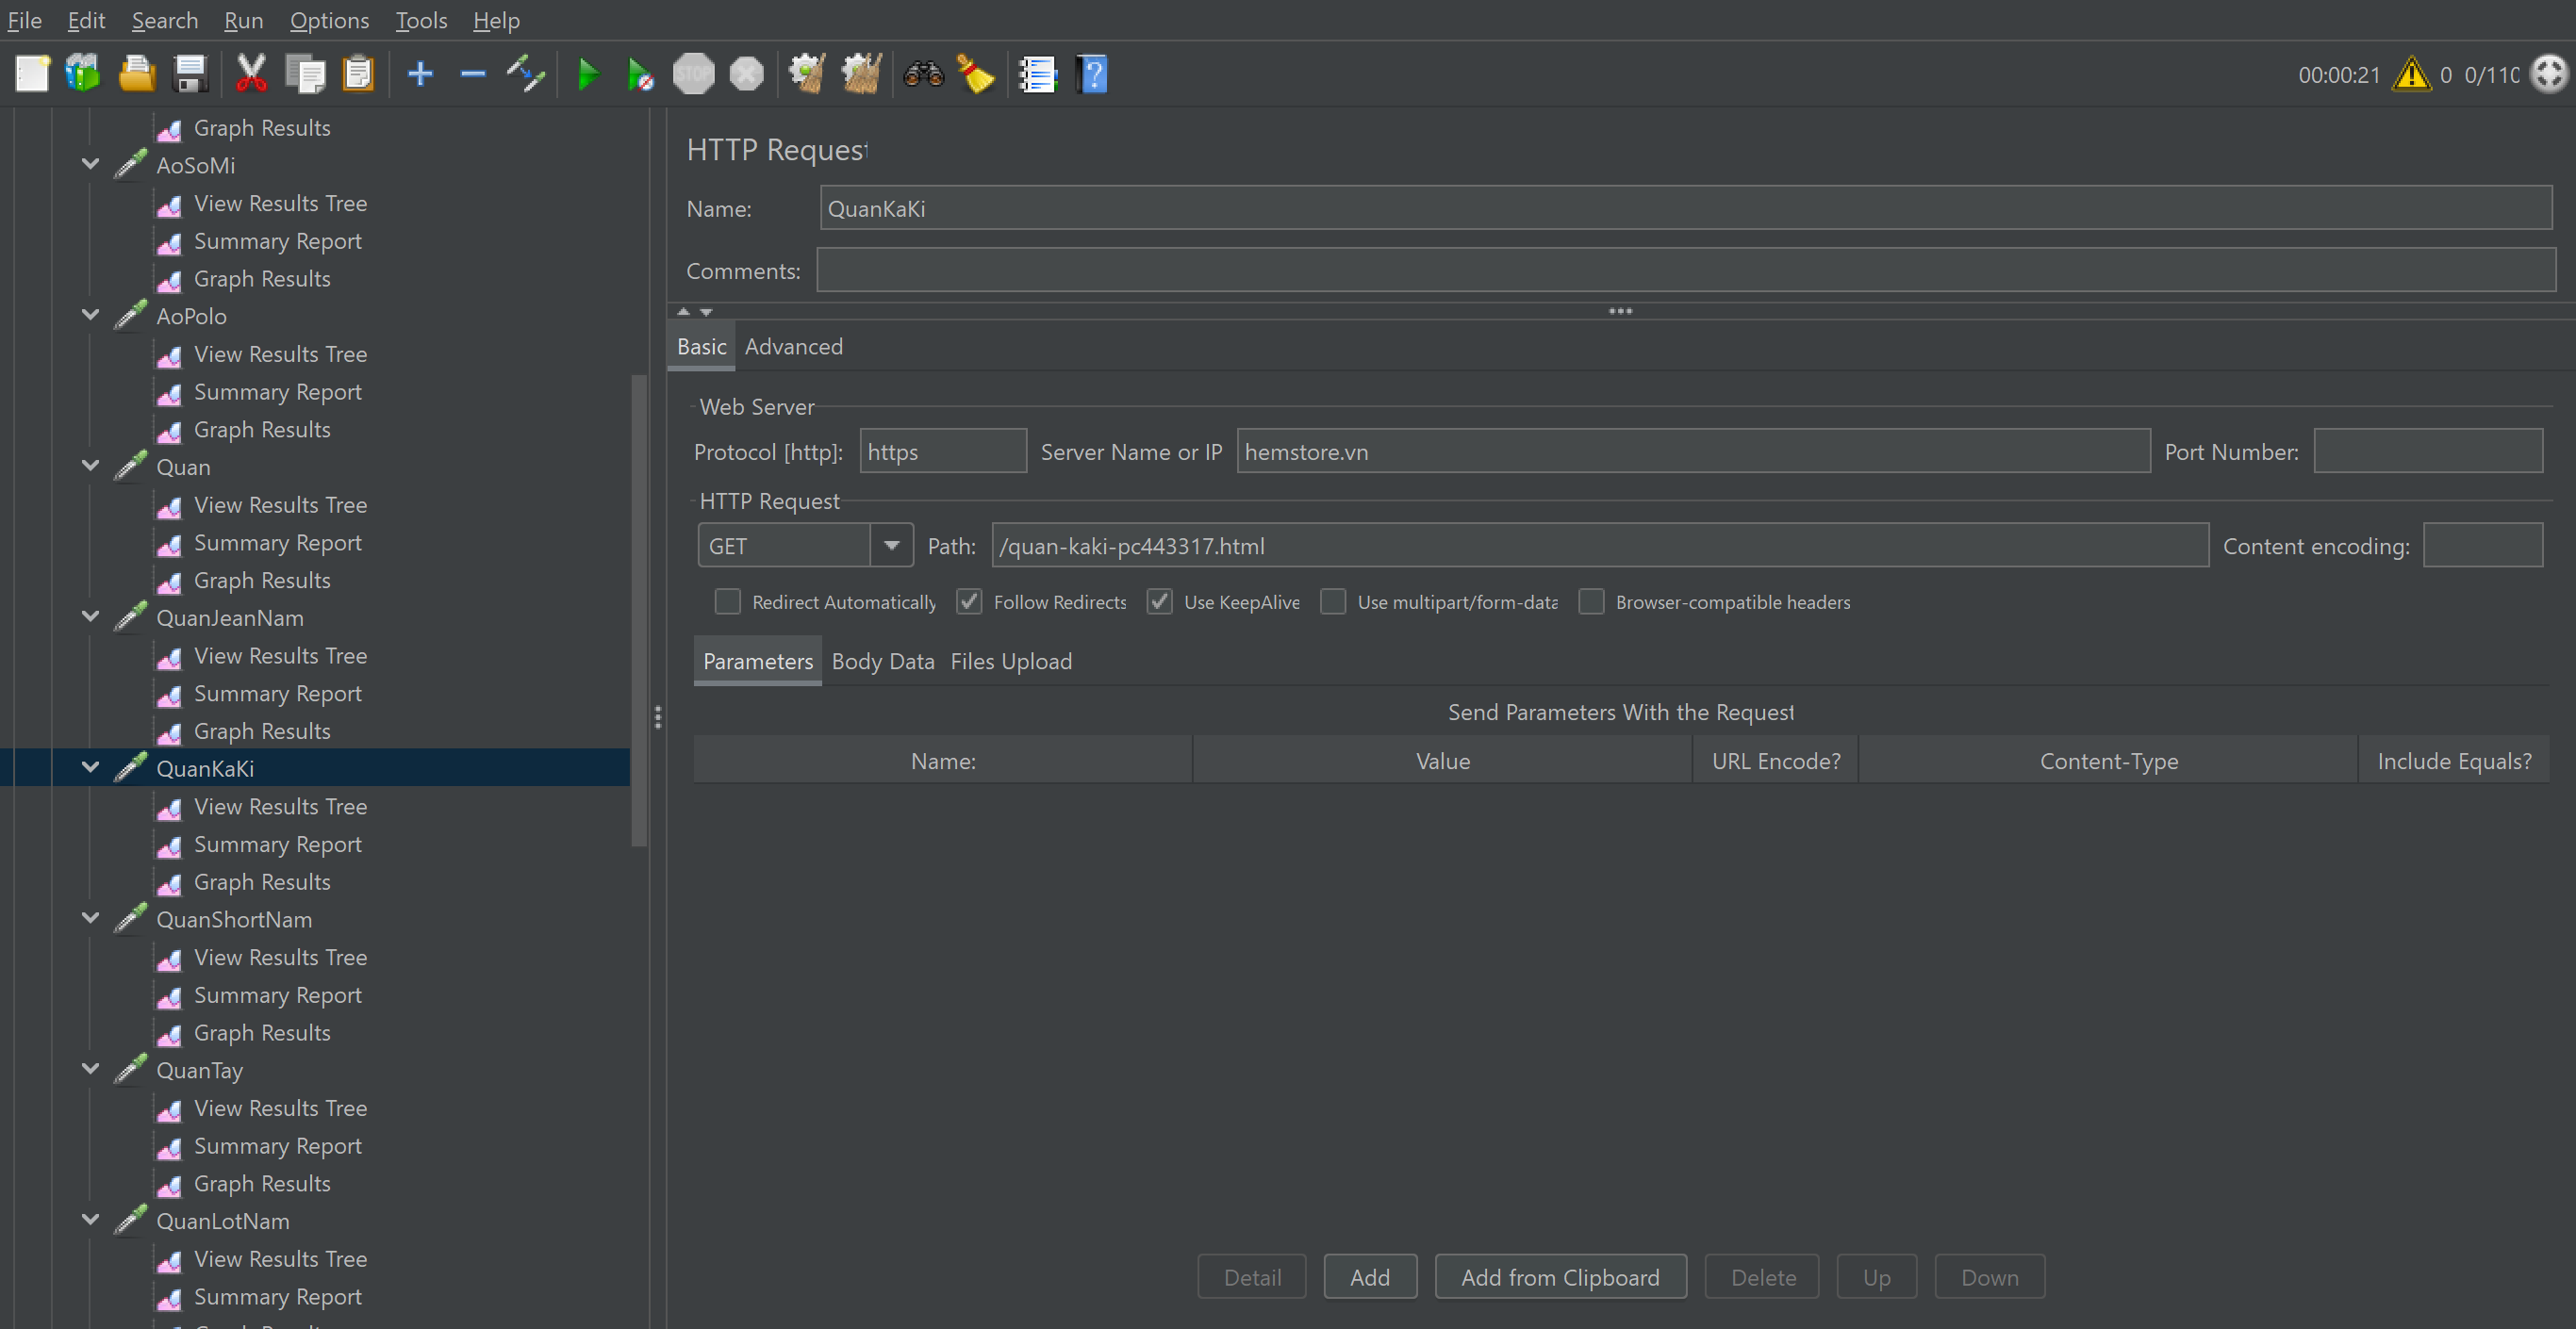 File Edit Search Run Options Tools Help
STOP
00:00:21 0 0/110
Graph Results
AoSoMi
View Results Tree
Summary Report
Graph Results
AoPolo
View Results Tree
Summary Report
Graph Results
Quan
View Results Tree
Summary Report
Graph Results
QuanJeanNam
View Results Tree
Summary Report
Graph Results
QuanKaKi
View Results Tree
Summary Report
Graph Results
QuanShortNam
View Results Tree
Summary Report
Graph Results
QuanTay
View Results Tree
Summary Report
Graph Results
QuanLotNam
View Results Tree
Summary Report
HTTP Request
Name: QuanKaKi
Comments:
Basic Advanced
Web Server
Protocol [http]: https Server Name or IP hemstore.vn Port Number:
HTTP Request
GET Path: /quan-kaki-pc443317.html Content encoding:
Redirect Automatically Follow Redirects Use KeepAlive Use multipart/form-data Browser-compatible headers
Parameters Body Data Files Upload
Send Parameters With the Request
Name: Value URL Encode? Content-Type Include Equals?
Detail Add Add from Clipboard Delete Up Down